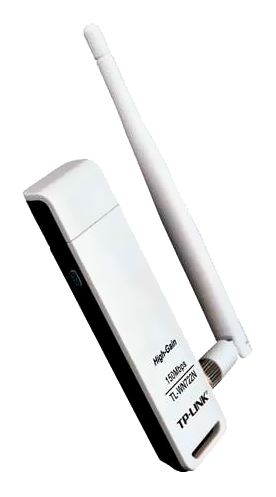 High-Gain
150Mbps
TL-WN722N
TP-LINK